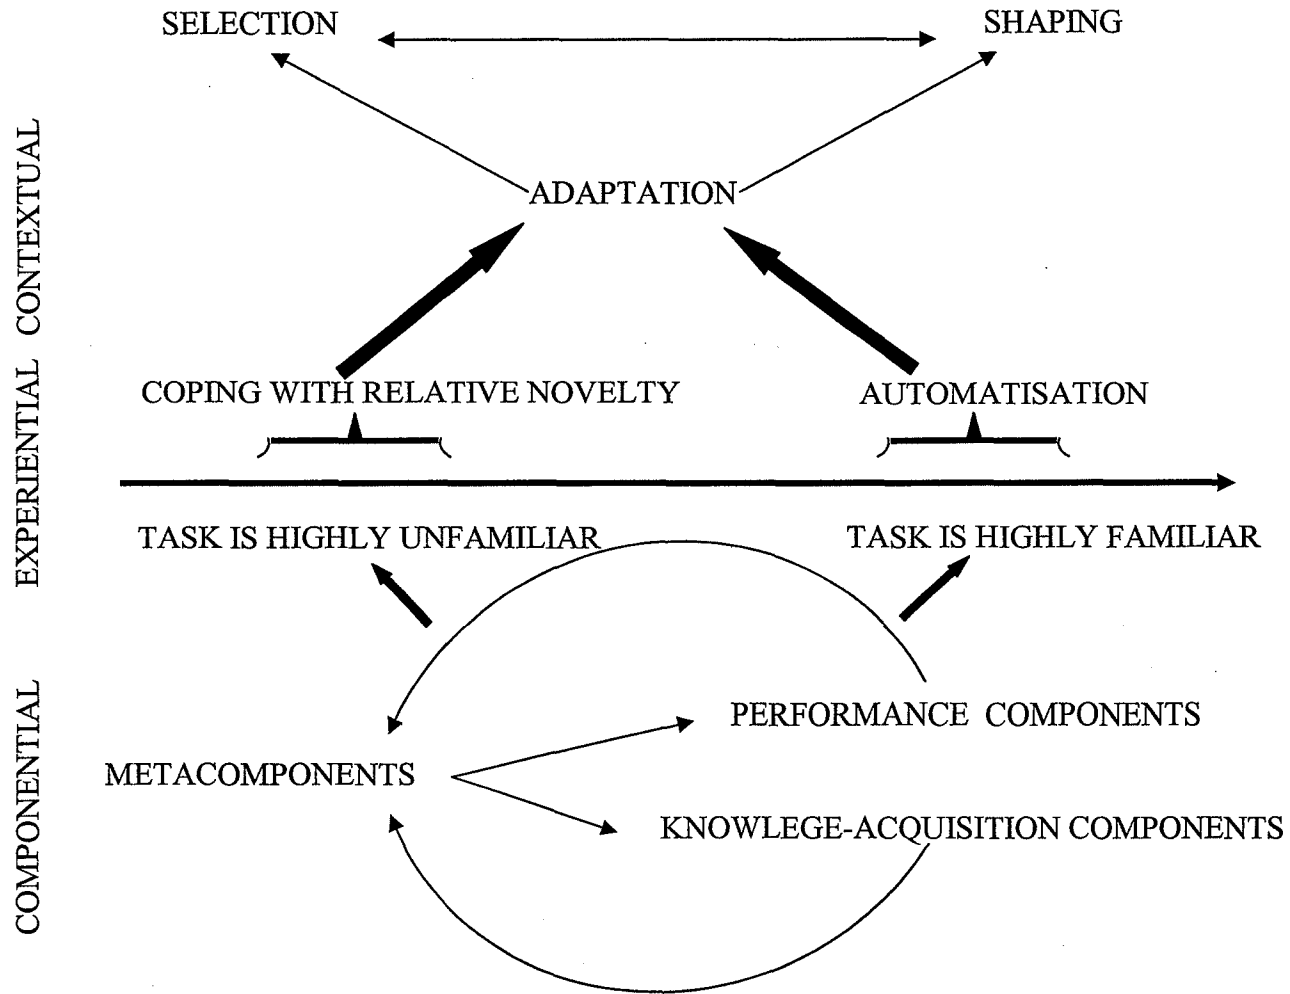 SELECTION
SHAPING
ADAPTATION
CONTEXTUAL
COPING WITH RELATIVE NOVELTY
AUTOMATISATION
EXPERIENTIAL
TASK IS HIGHLY UNFAMILIAR
TASK IS HIGHLY FAMILIAR
PERFORMANCE COMPONENTS
METACOMPONENTS
KNOWLEGE-ACQUISITION COMPONENTS
COMPONENTIAL